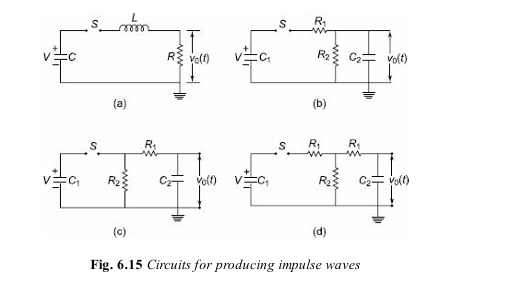 S L
V + C R v₀(t)
(a)
S R₁
V + C₁ R₂ C₂ v₀(t)
(b)
S R₁
V + C₁ R₂ C₂ v₀(t)
(c)
S R₁ R₁
V + C₁ R₂ C₂ v₀(t)
(d)
Fig. 6.15 Circuits for producing impulse waves